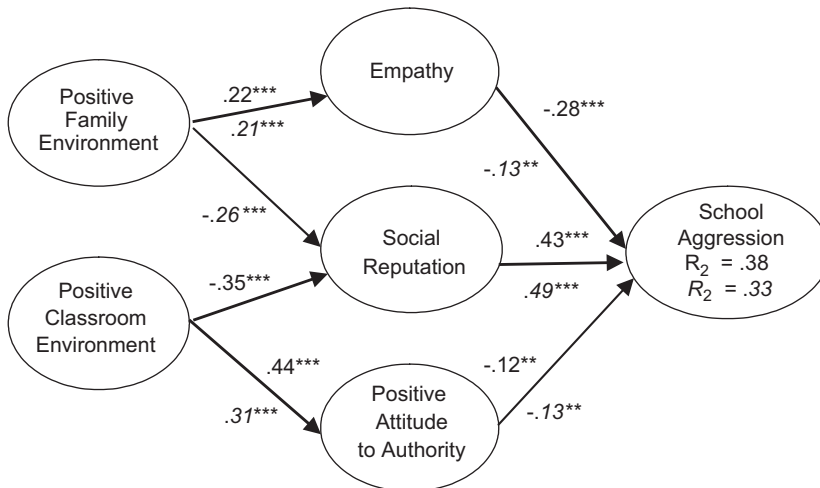 Positive
Family
Environment
.22***
.21***
-.26***
Empathy
-.28***
-.13**
Positive
Classroom
Environment
-.35***
.44***
.31***
Social
Reputation
.43***
.49***
Positive
Attitude
to Authority
-.12**
-.13**
School
Aggression
R₂ = .38
R₂ = .33